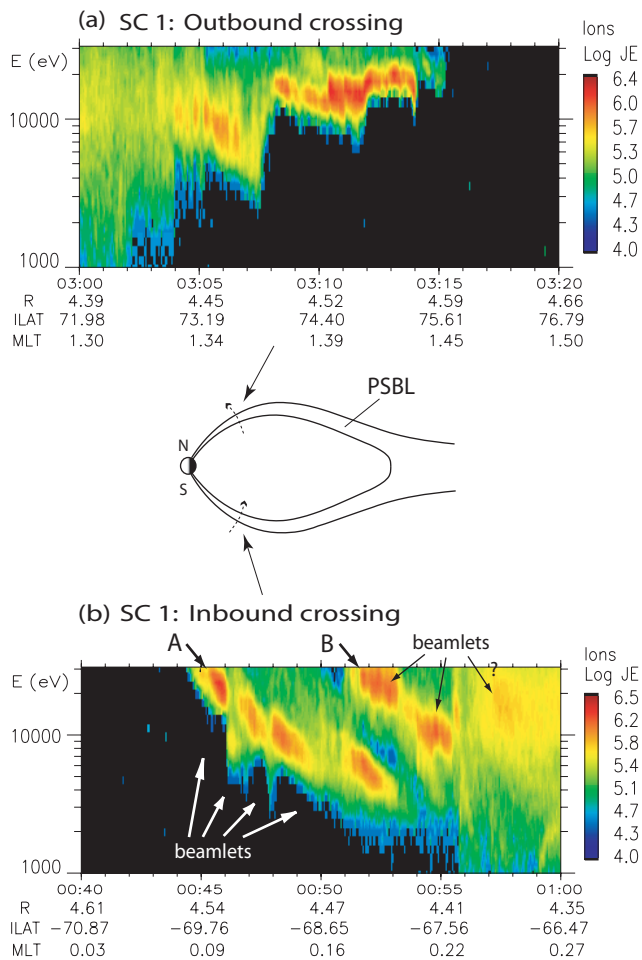 (a) SC 1: Outbound crossing
Ions
Log JE
E (eV)
10000
1000
6.4
6.0
5.7
5.4
5.0
4.7
4.3
4.0
03:00 03:05 03:10 03:15 03:20
R 4.39 4.45 4.52 4.59 4.66
ILAT 71.98 73.19 74.40 75.61 76.79
MLT 1.30 1.34 1.39 1.45 1.50
PSBL
N
S
(b) SC 1: Inbound crossing
A B beamlets
?
Ions
Log JE
E (eV)
10000
1000
6.5
6.2
5.8
5.4
5.1
4.7
4.4
4.0
beamlets
00:40 00:45 00:50 00:55 01:00
R 4.61 4.54 4.47 4.41 4.35
ILAT −70.87 −69.76 −68.65 −67.56 −66.47
MLT 0.03 0.09 0.16 0.22 0.27